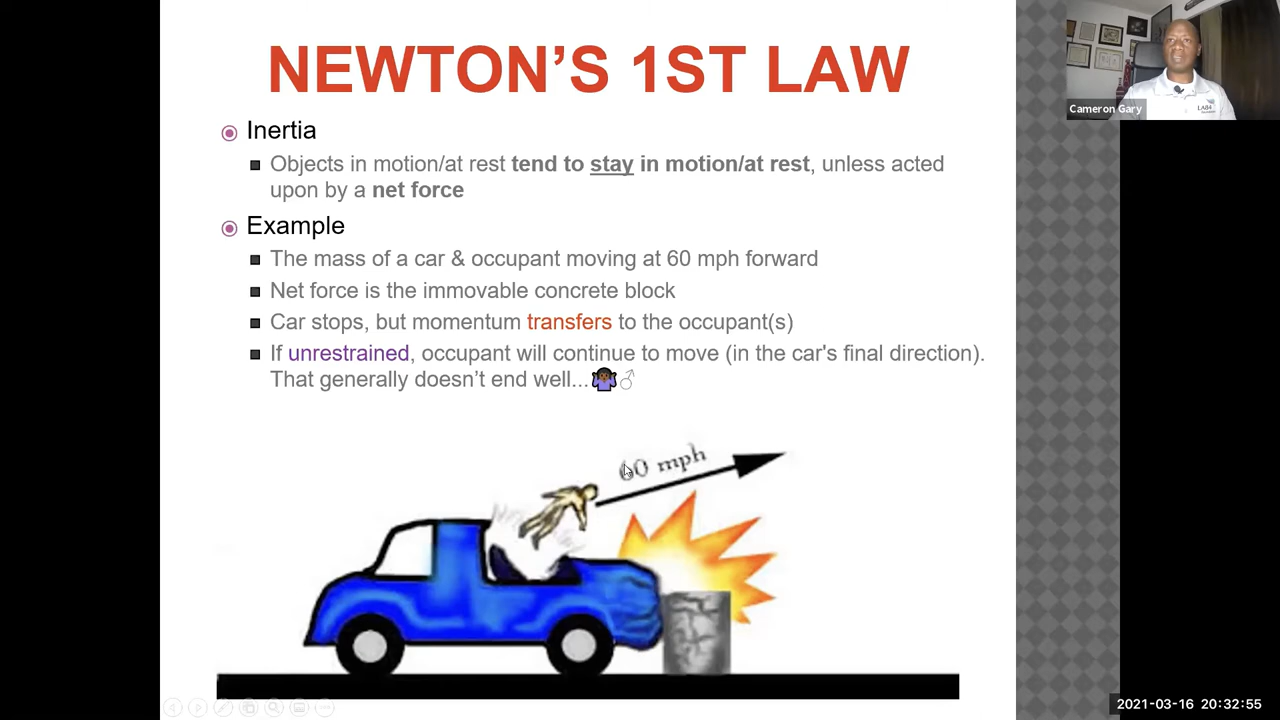 NEWTON’S 1ST LAW
Cameron Gary
LA84
Inertia
Objects in motion/at rest tend to stay in motion/at rest, unless acted
upon by a net force
Example
The mass of a car & occupant moving at 60 mph forward
Net force is the immovable concrete block
Car stops, but momentum transfers to the occupant(s)
If unrestrained, occupant will continue to move (in the car's final direction).
That generally doesn’t end well...🤷🏿♂
60 mph
2021-03-16 20:32:55